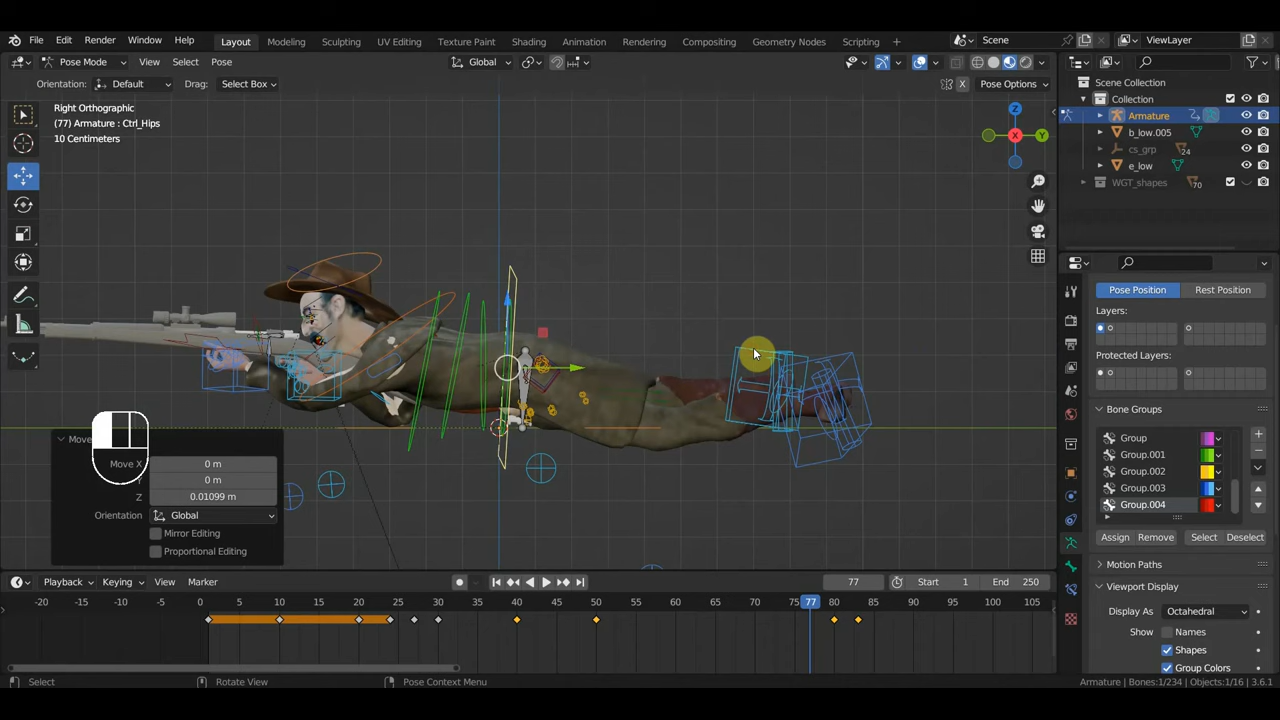 File Edit Render Window Help Layout Modeling Sculpting UV Editing Texture Paint Shading Animation Rendering Compositing Geometry Nodes Scripting + Scene ViewLayer
Pose Mode View Select Pose Global
Orientation: Default Drag: Select Box X Pose Options
Right Orthographic
(77) Armature : Ctrl_Hips
10 Centimeters
Z
Y
X
Scene Collection
Collection
Armature
b_low.005
cs_grp 24
e_low
WGT_shapes 70
Pose Position Rest Position
Layers:
Protected Layers:
Bone Groups
Group
Group.001
Group.002
Group.003
Group.004
Assign Remove Select Deselect
Motion Paths
Viewport Display
Display As Octahedral
Show Names
Shapes
Group Colors
Move
Move X 0 m
0 m
Z 0.01099 m
Orientation Global
Mirror Editing
Proportional Editing
Playback Keying View Marker 77 Start 1 End 250
-20 -15 -10 -5 0 5 10 15 20 25 30 35 40 45 50 55 60 65 70 75 77 80 85 90 95 100 105
Select Rotate View Pose Context Menu Armature | Bones:1/234 | Objects:1/16 | 3.6.1